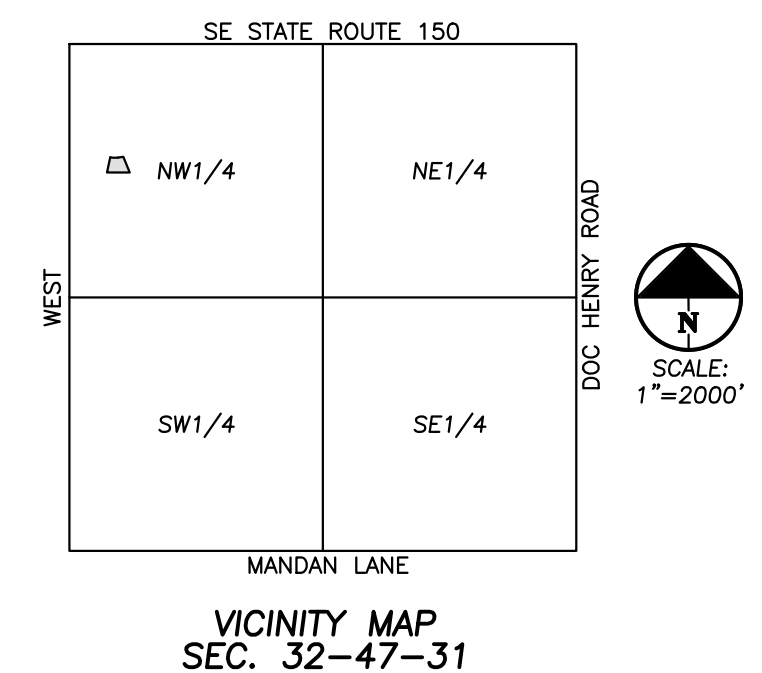 SE STATE ROUTE 150
NW1/4
NE1/4
WEST
DOC HENRY ROAD
N
SCALE:
1"=2000'
SW1/4
SE1/4
MANDAN LANE
VICINITY MAP
SEC. 32-47-31